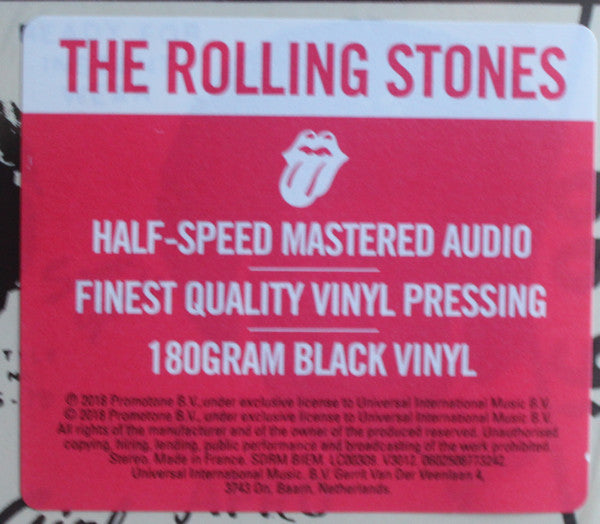 THE ROLLING STONES
HALF-SPEED MASTERED AUDIO
FINEST QUALITY VINYL PRESSING
180GRAM BLACK VINYL
℗ 2018 Promotone B.V., under exclusive license to Universal International Music B.V.
© 2018 Promotone B.V., under exclusive license to Universal International Music B.V.
All rights of the manufacturer and of the owner of the produced reserved. Unauthorised
copying, hiring, lending, public performance and broadcasting of the work prohibited.
Stereo. Made in France. SDRM BIEM. LC00309. V3012. 0602508773242.
Universal International Music. B.V. Gerrit Van Der Veenlaan 4,
3743 Dn, Baarn, Netherlands.